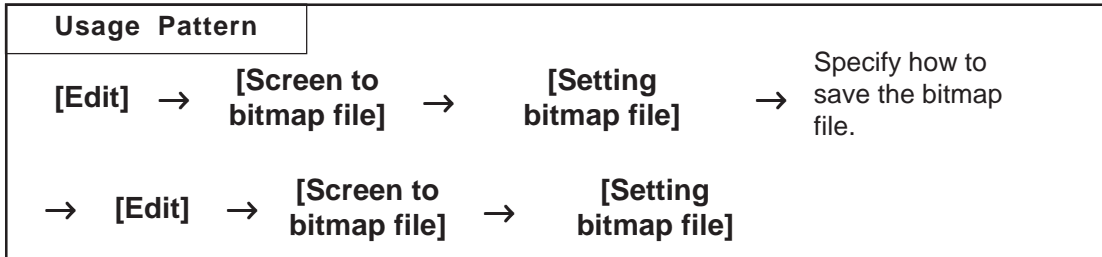 Usage Pattern
[Edit] → [Screen to bitmap file] → [Setting bitmap file] → Specify how to save the bitmap file.
→ [Edit] → [Screen to bitmap file] → [Setting bitmap file]